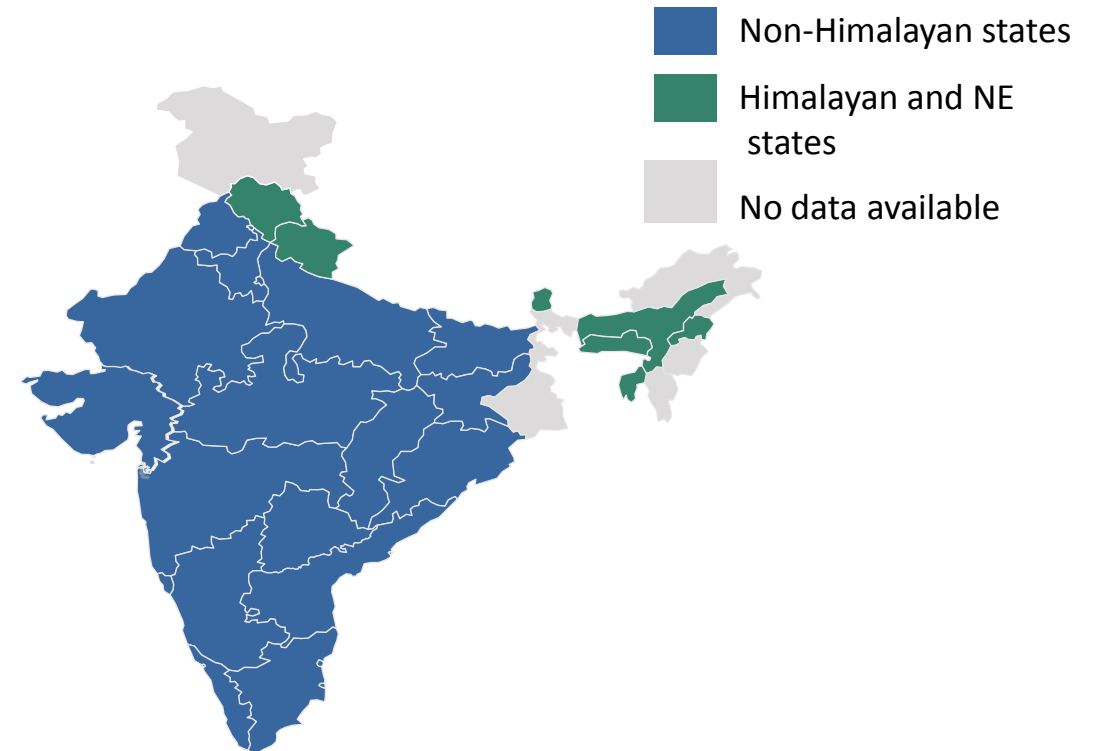 Non-Himalayan states
Himalayan and NE
states
No data available